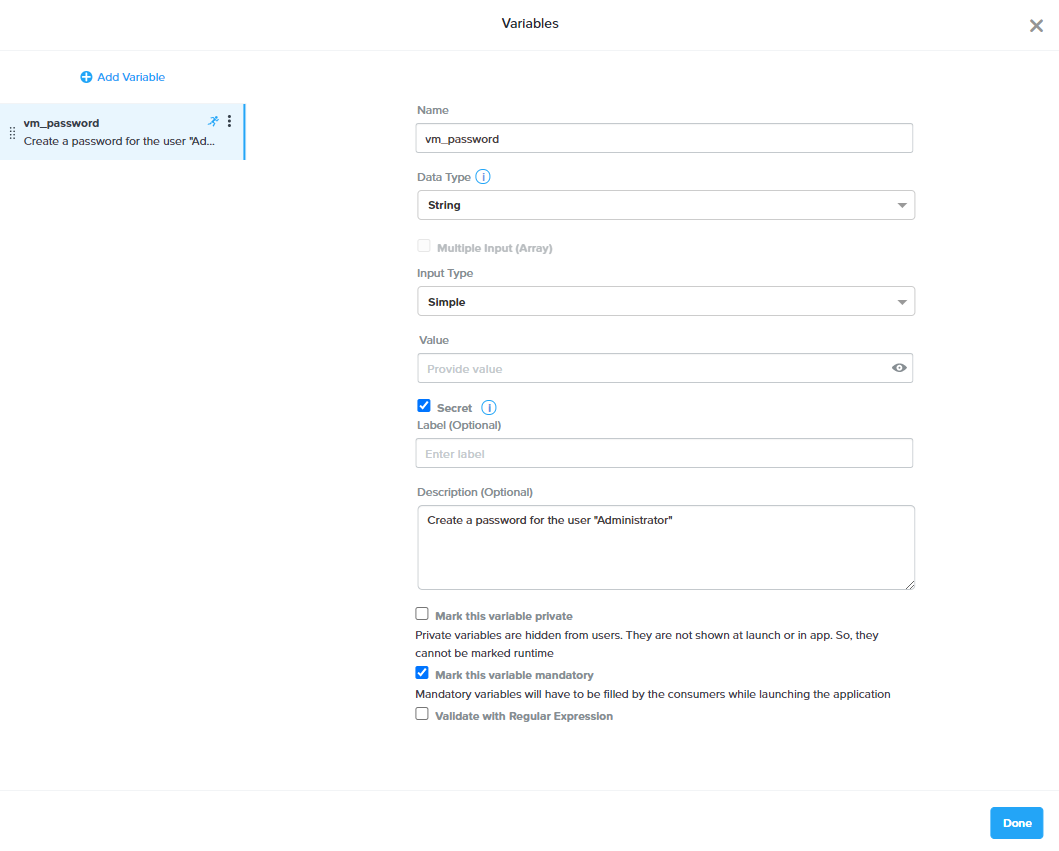 Variables
Add Variable
vm_password
Create a password for the user "Ad...
Name
vm_password
Data Type
String
Multiple Input (Array)
Input Type
Simple
Value
Provide value
Secret
Label (Optional)
Enter label
Description (Optional)
Create a password for the user "Administrator"
Mark this variable private
Private variables are hidden from users. They are not shown at launch or in app. So, they
cannot be marked runtime
Mark this variable mandatory
Mandatory variables will have to be filled by the consumers while launching the application
Validate with Regular Expression
Done